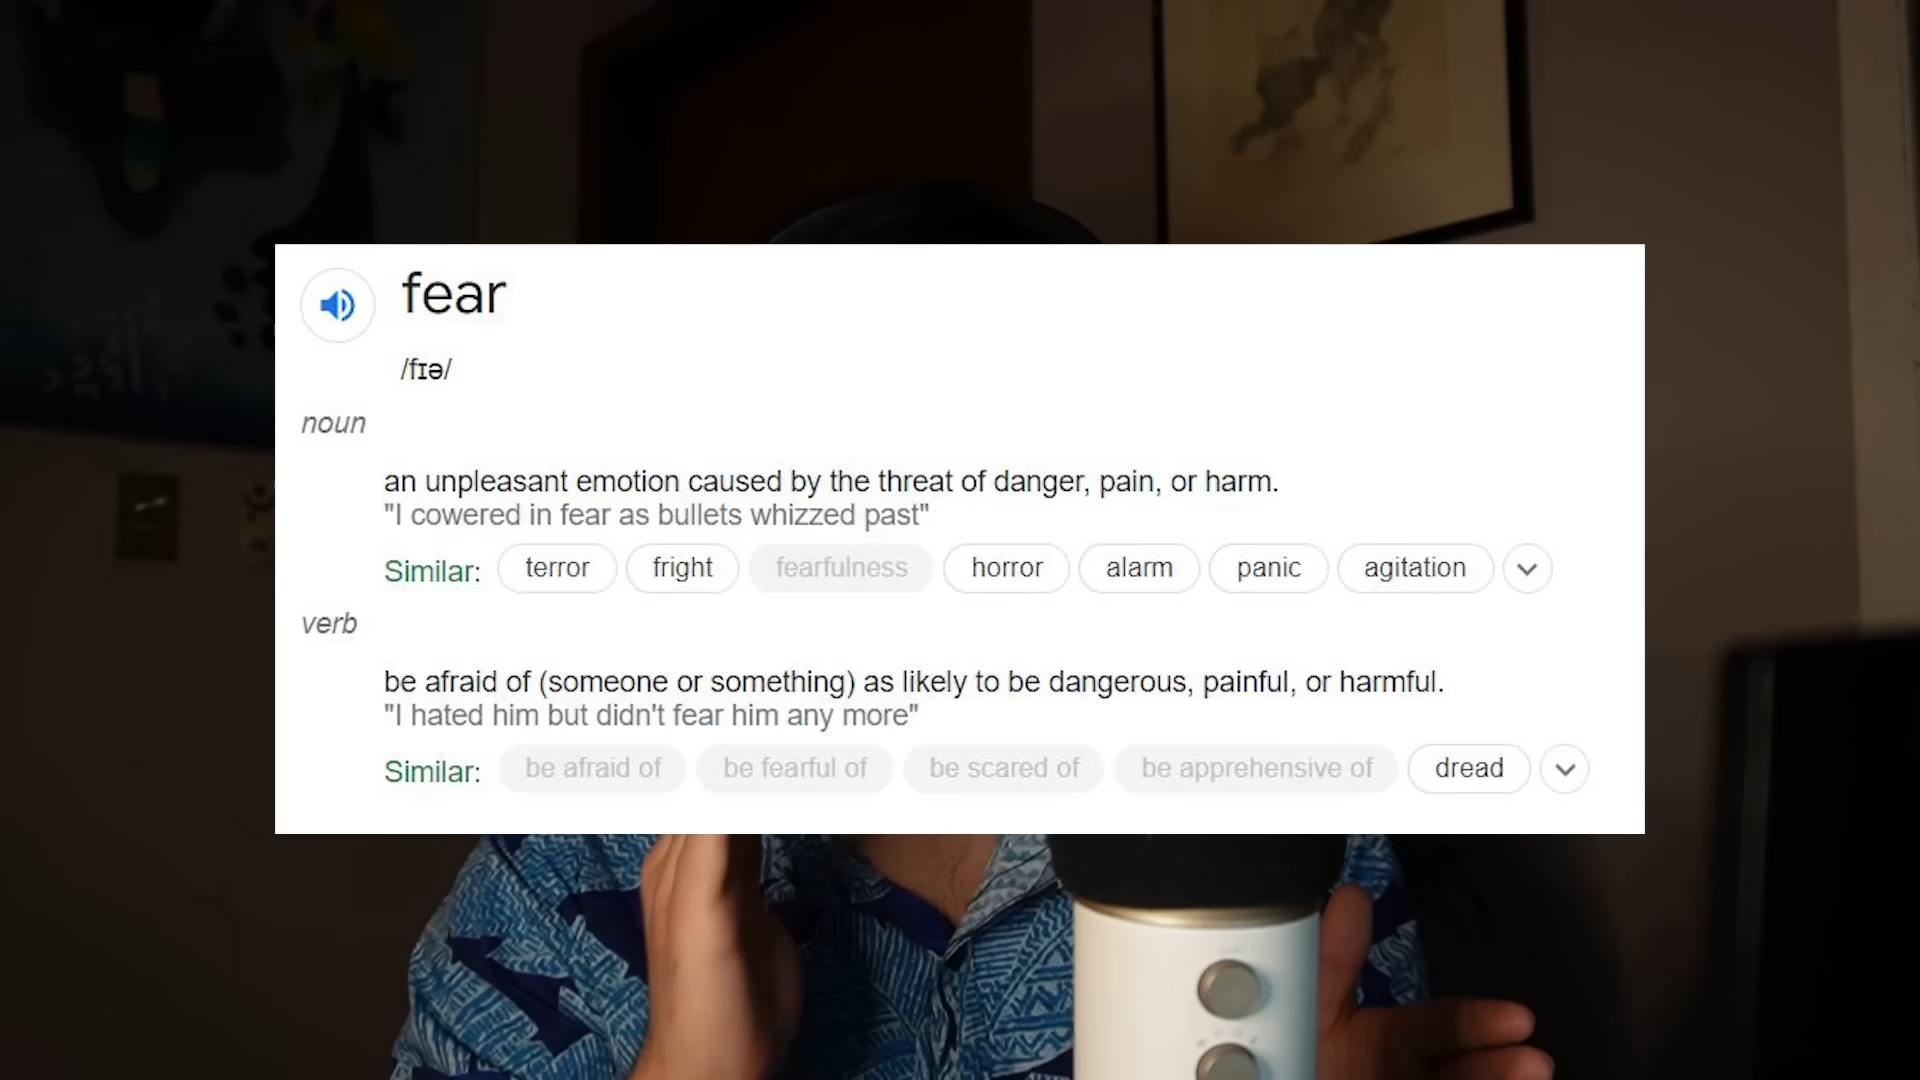 fear
/fɪə/
noun
an unpleasant emotion caused by the threat of danger, pain, or harm.
"I cowered in fear as bullets whizzed past"
Similar: terror fright fearfulness horror alarm panic agitation
verb
be afraid of (someone or something) as likely to be dangerous, painful, or harmful.
"I hated him but didn't fear him any more"
Similar: be afraid of be fearful of be scared of be apprehensive of dread